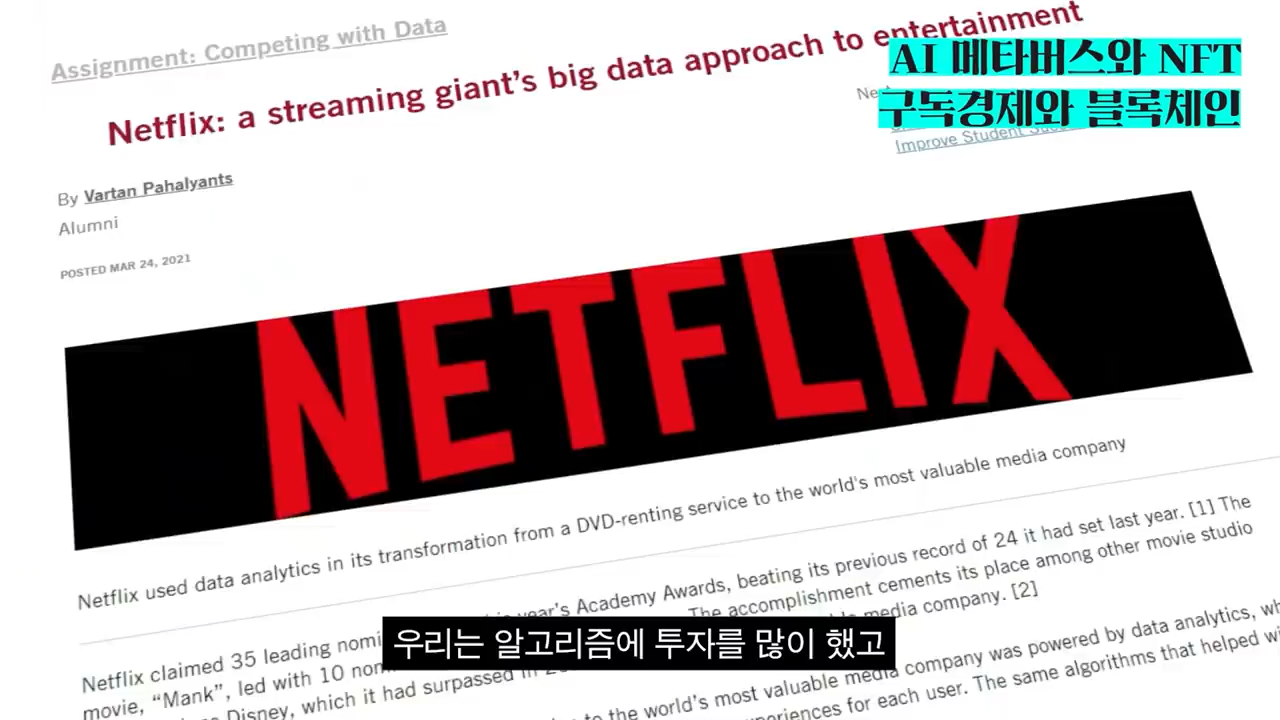 Assignment: Competing with Data
Netflix: a streaming giant's big data approach to entertainment
AI 메타버스와 NFT
구독경제와 블록체인
Improve Student
By Vartan Pahalyants
Alumni
POSTED MAR 24, 2021
NETFLIX
Netflix used data analytics in its transformation from a DVD-renting service to the world's most valuable media company
Netflix claimed 35 leading year's Academy Awards, beating its previous record of 24 it had set last year. [1] The
movie, "Mank", led with 10 The accomplishment cements its place among other movie studio
Disney, which it had surpassed in media company. [2]
to the world's most valuable media company was powered by data analytics,
for each user. The same algorithms that helped
우리는 알고리즘에 투자를 많이 했고